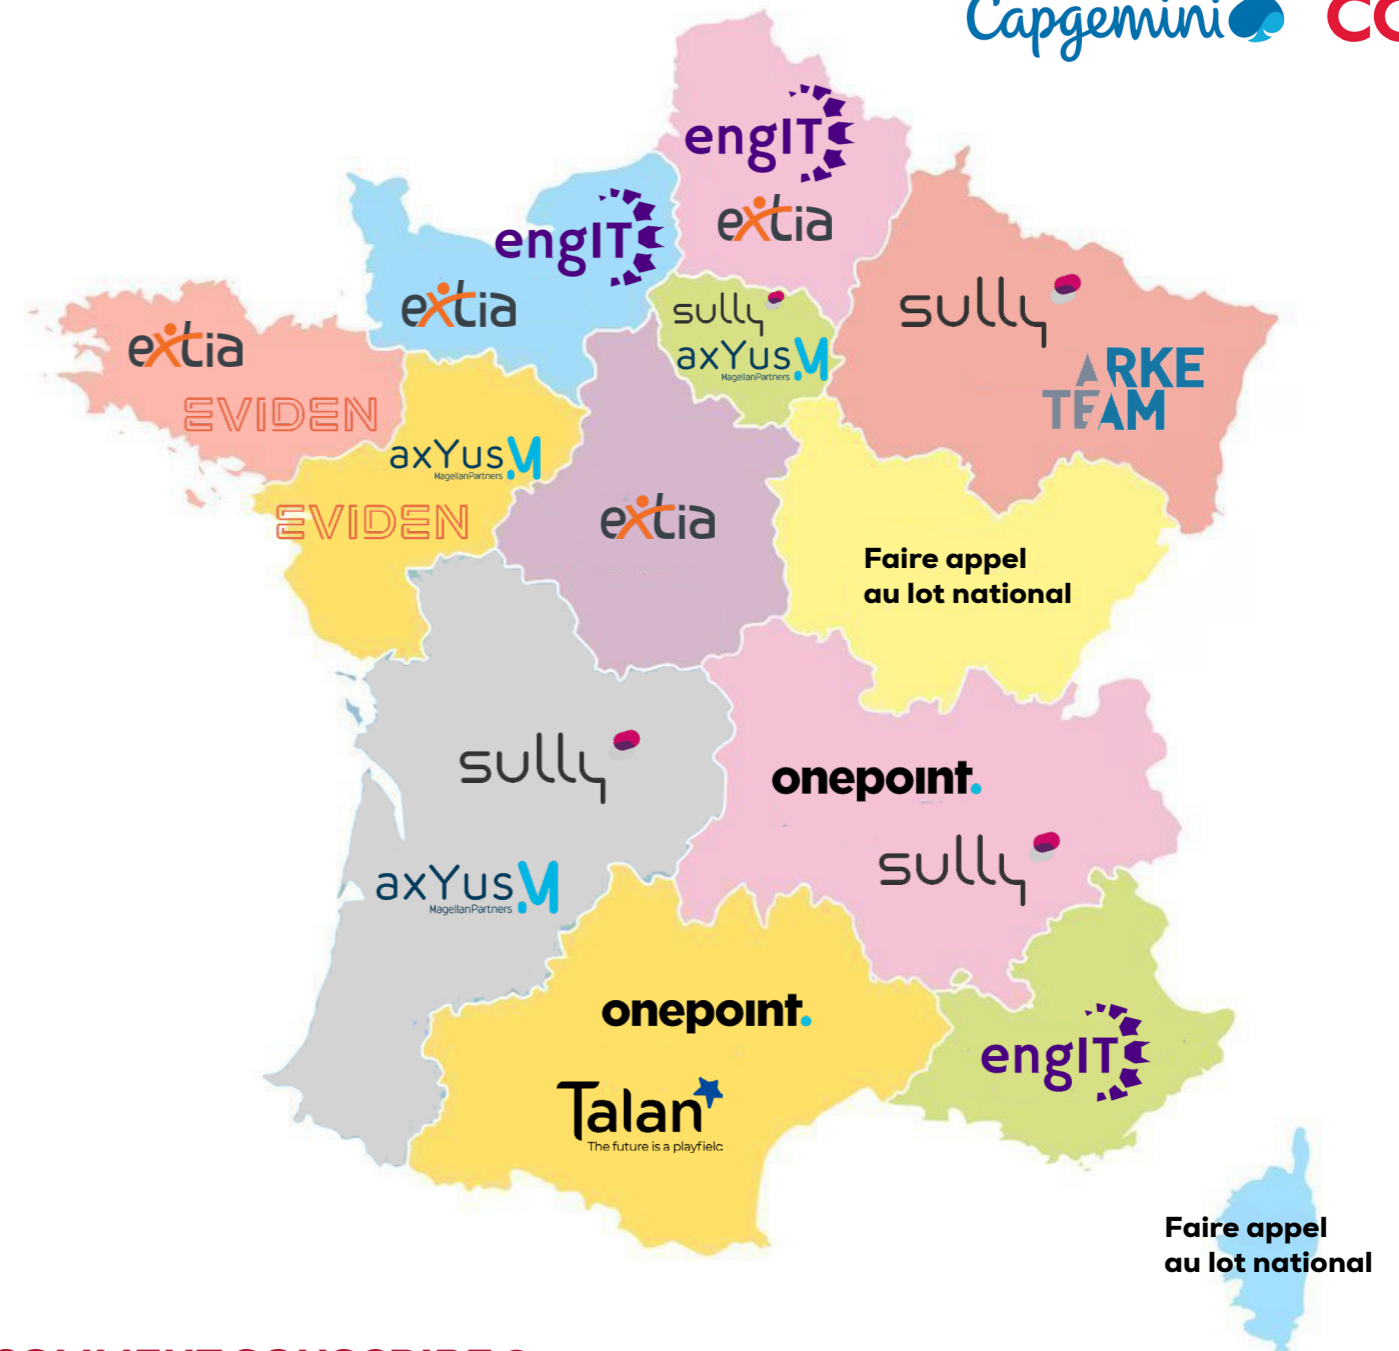 Capgemini
engIT
extia
engIT
extia
sully
axYus
MagellanPartners
sully
ARKE
TEAM
extia
EVIDEN
axYus
MagellanPartners
EVIDEN
extia
Faire appel
au lot national
sully
axYus
MagellanPartners
onepoint.
sully
onepoint.
Talan
The future is a playfield
engIT
Faire appel
au lot national